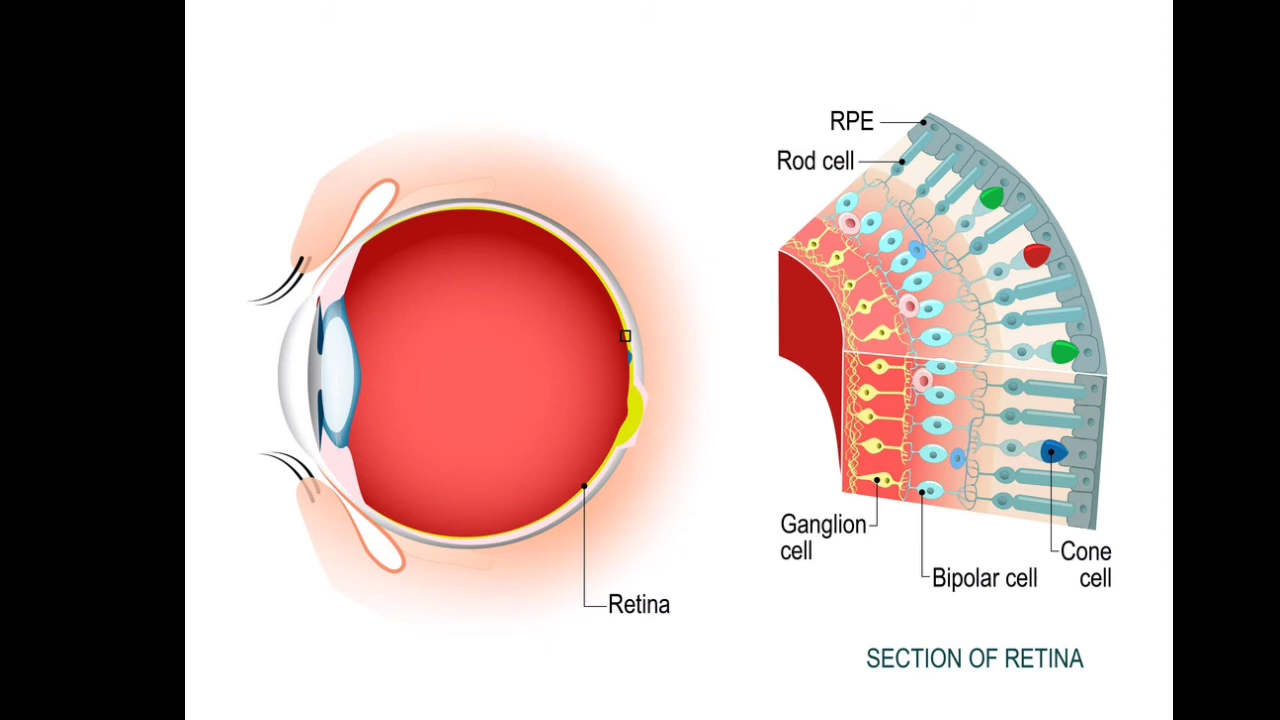 RPE
Rod cell
Ganglion
cell
Bipolar cell
Cone
cell
Retina
SECTION OF RETINA